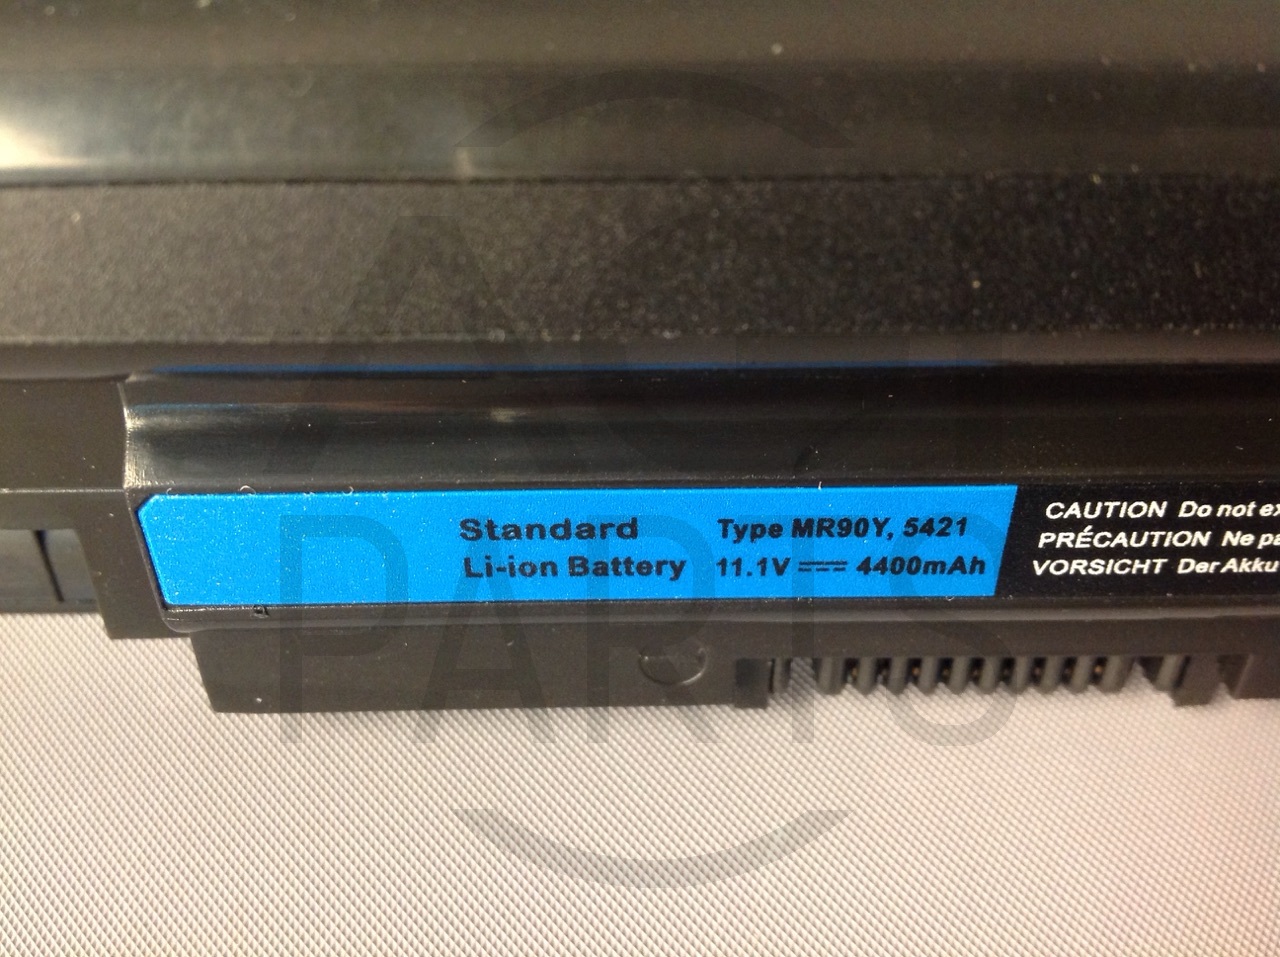 Standard
Li-ion Battery
Type MR90Y, 5421
11.1V 4400mAh
CAUTION Do not ex
PRÉCAUTION Ne pa
VORSICHT Der Akku
PARTS